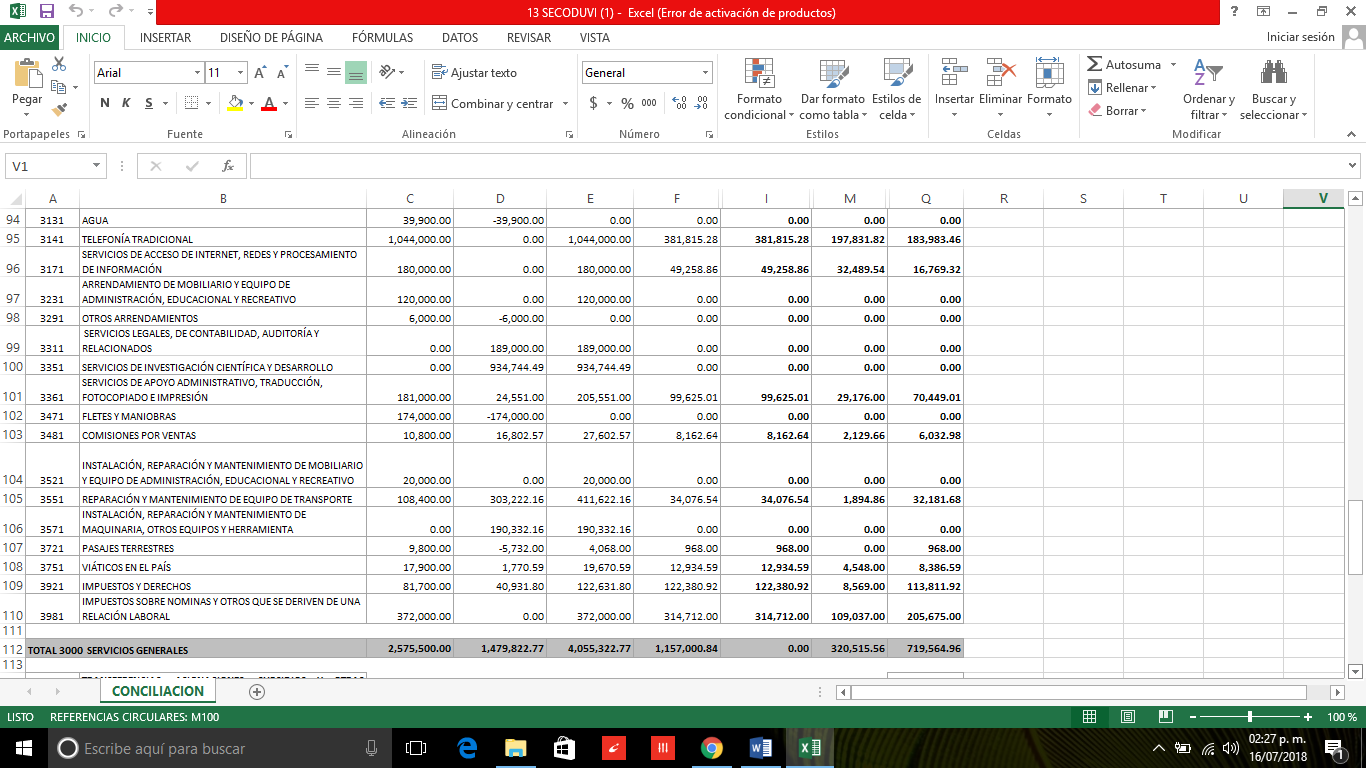 13 SECODUVI (1) - Excel (Error de activación de productos)
ARCHIVO INICIO INSERTAR DISEÑO DE PÁGINA FÓRMULAS DATOS REVISAR VISTA Iniciar sesión
Pegar Arial 11 Ajustar texto General Formato condicional Dar formato como tabla Estilos de celda Insertar Eliminar Formato Autosuma Rellenar Borrar Ordenar y filtrar Buscar y seleccionar
N K S Combinar y centrar $ % 000
Portapapeles Fuente Alineación Número Estilos Celdas Modificar
V1 fx
A B C D E F I M Q R S T U V
94 3131 AGUA 39,900.00 -39,900.00 0.00 0.00 0.00 0.00 0.00
95 3141 TELEFONÍA TRADICIONAL 1,044,000.00 0.00 1,044,000.00 381,815.28 381,815.28 197,831.82 183,983.46
SERVICIOS DE ACCESO DE INTERNET, REDES Y PROCESAMIENTO
96 3171 DE INFORMACIÓN 180,000.00 0.00 180,000.00 49,258.86 49,258.86 32,489.54 16,769.32
ARRENDAMIENTO DE MOBILIARIO Y EQUIPO DE
97 3231 ADMINISTRACIÓN, EDUCACIONAL Y RECREATIVO 120,000.00 0.00 120,000.00 0.00 0.00 0.00 0.00
98 3291 OTROS ARRENDAMIENTOS 6,000.00 -6,000.00 0.00 0.00 0.00 0.00 0.00
SERVICIOS LEGALES, DE CONTABILIDAD, AUDITORÍA Y
99 3311 RELACIONADOS 0.00 189,000.00 189,000.00 0.00 0.00 0.00 0.00
100 3351 SERVICIOS DE INVESTIGACIÓN CIENTÍFICA Y DESARROLLO 0.00 934,744.49 934,744.49 0.00 0.00 0.00 0.00
SERVICIOS DE APOYO ADMINISTRATIVO, TRADUCCIÓN,
101 3361 FOTOCOPIADO E IMPRESIÓN 181,000.00 24,551.00 205,551.00 99,625.01 99,625.01 29,176.00 70,449.01
102 3471 FLETES Y MANIOBRAS 174,000.00 -174,000.00 0.00 0.00 0.00 0.00 0.00
103 3481 COMISIONES POR VENTAS 10,800.00 16,802.57 27,602.57 8,162.64 8,162.64 2,129.66 6,032.98
INSTALACIÓN, REPARACIÓN Y MANTENIMIENTO DE MOBILIARIO
104 3521 Y EQUIPO DE ADMINISTRACIÓN, EDUCACIONAL Y RECREATIVO 20,000.00 0.00 20,000.00 0.00 0.00 0.00 0.00
105 3551 REPARACIÓN Y MANTENIMIENTO DE EQUIPO DE TRANSPORTE 108,400.00 303,222.16 411,622.16 34,076.54 34,076.54 1,894.86 32,181.68
INSTALACIÓN, REPARACIÓN Y MANTENIMIENTO DE
106 3571 MAQUINARIA, OTROS EQUIPOS Y HERRAMIENTA 0.00 190,332.16 190,332.16 0.00 0.00 0.00 0.00
107 3721 PASAJES TERRESTRES 9,800.00 -5,732.00 4,068.00 968.00 968.00 0.00 968.00
108 3751 VIÁTICOS EN EL PAÍS 17,900.00 1,770.59 19,670.59 12,934.59 12,934.59 4,548.00 8,386.59
109 3921 IMPUESTOS Y DERECHOS 81,700.00 40,931.80 122,631.80 122,380.92 122,380.92 8,569.00 113,811.92
IMPUESTOS SOBRE NOMINAS Y OTROS QUE SE DERIVEN DE UNA
110 3981 RELACIÓN LABORAL 372,000.00 0.00 372,000.00 314,712.00 314,712.00 109,037.00 205,675.00
111
112 TOTAL 3000 SERVICIOS GENERALES 2,575,500.00 1,479,822.77 4,055,322.77 1,157,000.84 0.00 320,515.56 719,564.96
113
CONCILIACION
LISTO REFERENCIAS CIRCULARES: M100 100 %
Escribe aquí para buscar 02:27 p. m.
16/07/2018